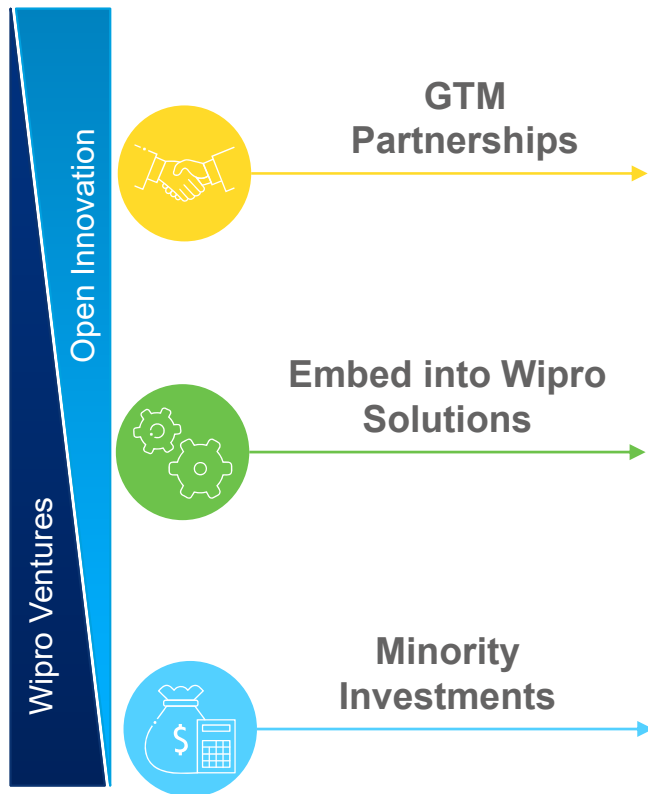 Open Innovation
Wipro Ventures
GTM
Partnerships
Embed into Wipro
Solutions
Minority
Investments
$